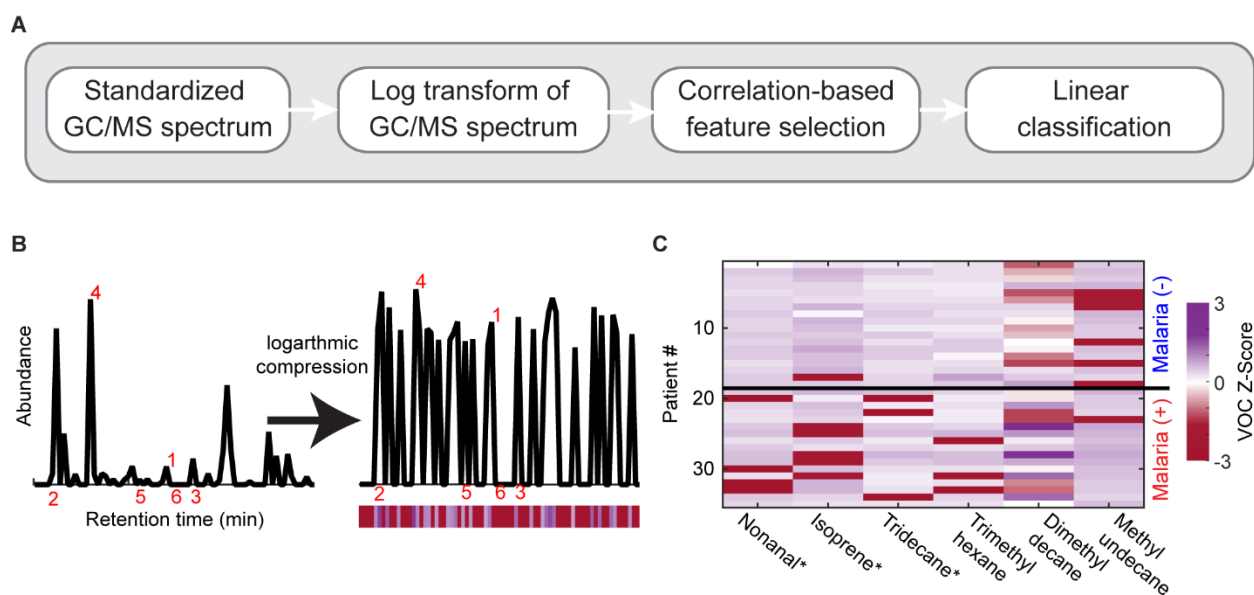 A
Standardized
GC/MS spectrum
Log transform of
GC/MS spectrum
Correlation-based
feature selection
Linear
classification
B
Abundance
4
1
2
5
6
3
Retention time (min)
logarithmic
compression
4
1
2
5
6
3
C
Patient #
10
20
30
Malaria (-)
Malaria (+)
3
0
-3
VOC Z-Score
Nonanal*
Isoprene*
Tridecane*
Trimethyl
hexane
Dimethyl
decane
Methyl
undecane